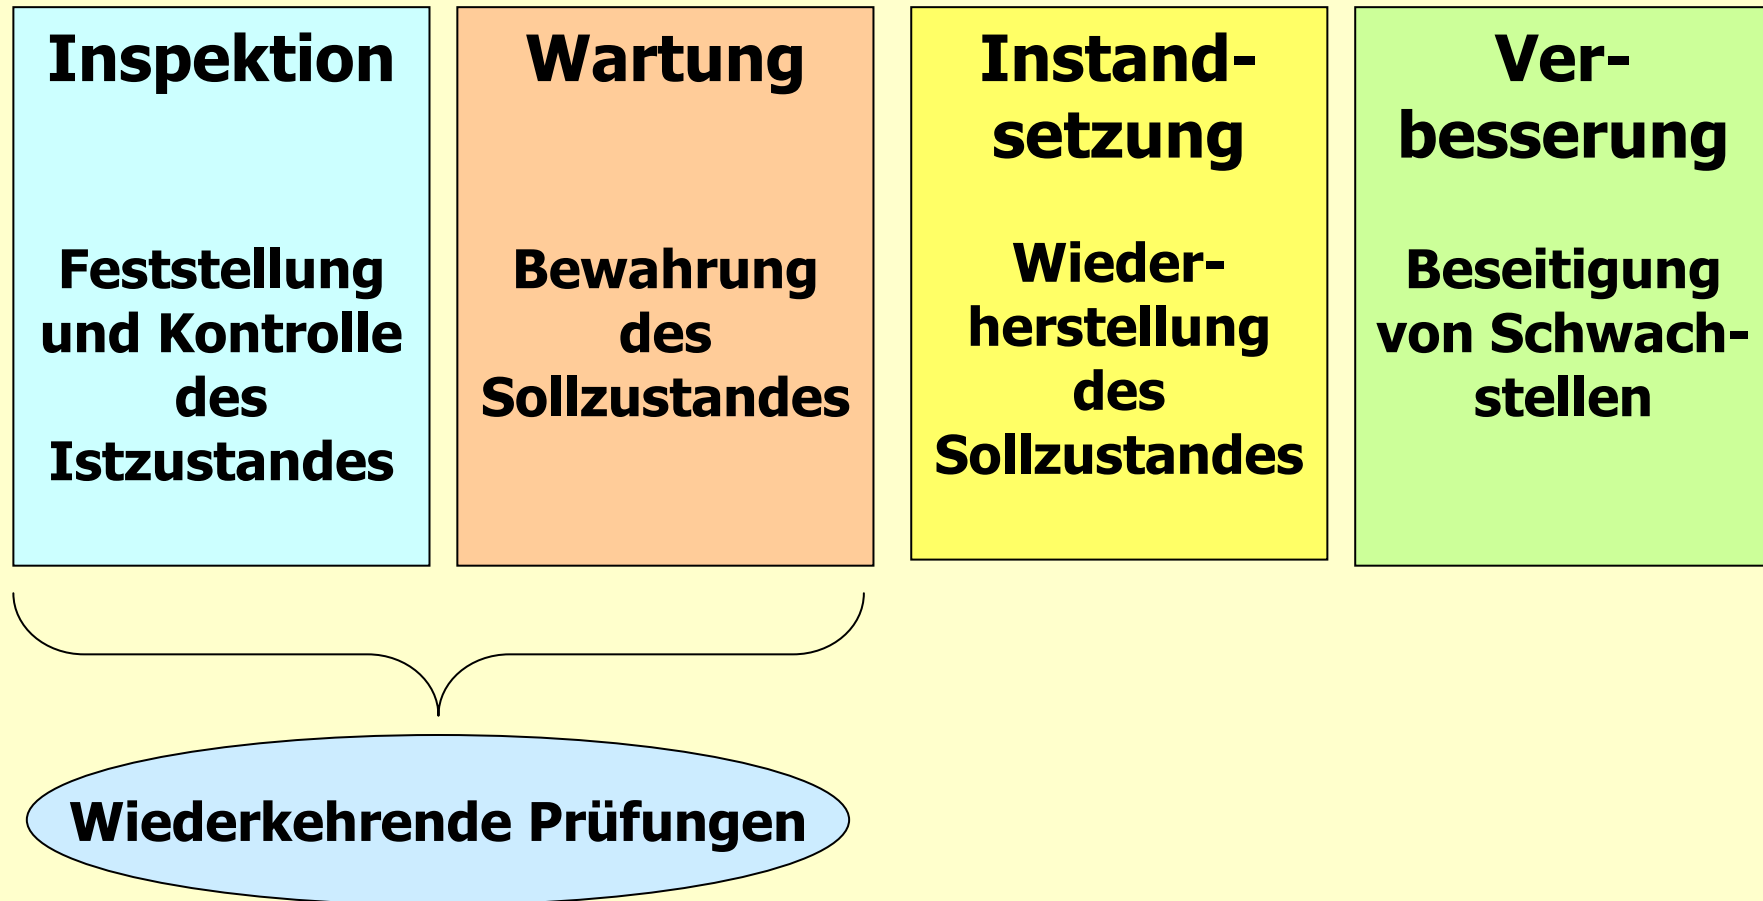 Inspektion
Feststellung
und Kontrolle
des
Istzustandes
Wartung
Bewahrung
des
Sollzustandes
Instand-
setzung
Wieder-
herstellung
des
Sollzustandes
Ver-
besserung
Beseitigung
von Schwach-
stellen
Wiederkehrende Prüfungen